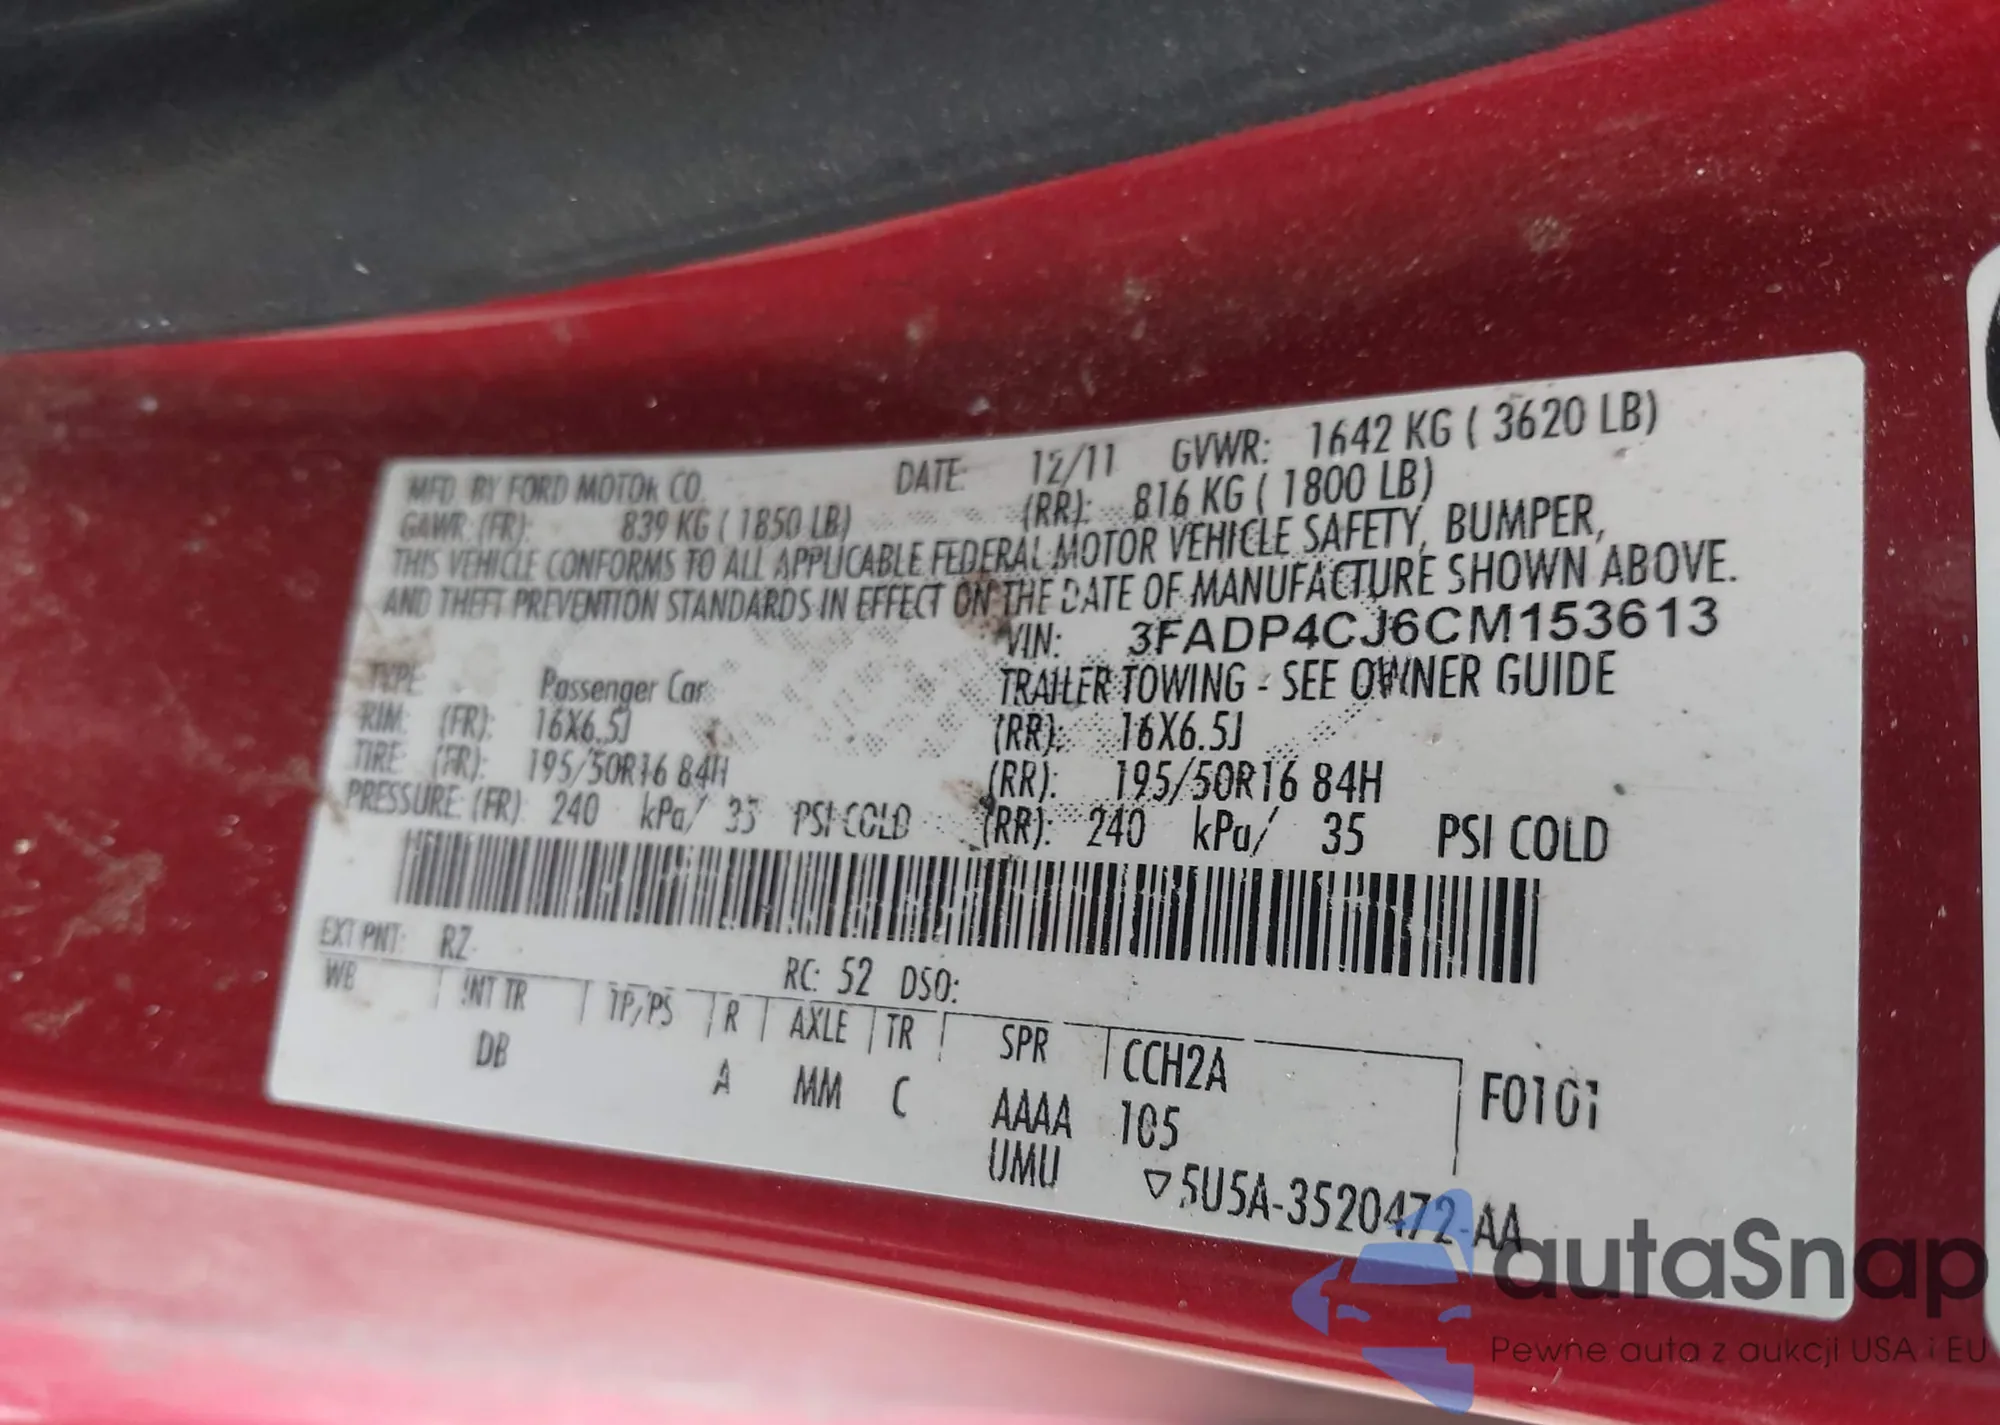 MFD. BY FORD MOTOR CO. DATE: 12/11 GVWR: 1642 KG ( 3620 LB)
GAWR: (FR): 839 KG ( 1850 LB) (RR): 816 KG ( 1800 LB)
THIS VEHICLE CONFORMS TO ALL APPLICABLE FEDERAL MOTOR VEHICLE SAFETY, BUMPER,
AND THEFT PREVENTION STANDARDS IN EFFECT ON THE DATE OF MANUFACTURE SHOWN ABOVE.
VIN: 3FADP4CJ6CM153613
TYPE: Passenger Car TRAILER TOWING - SEE OWNER GUIDE
RIM: (FR): 16X6.5J (RR): 16X6.5J
TIRE: (FR): 195/50R16 84H (RR): 195/50R16 84H
PRESSURE: (FR): 240 kPa/ 35 PSI COLD (RR): 240 kPa/ 35 PSI COLD
EXT PNT: RZ RC: 52 DSO:
WB INT TR TP/PS R AXLE TR SPR CCH2A F0101
DB A MM C AAAA 105
UMU ▽5U5A-3520472-AA
autaSnap
Pewne auta z aukcji USA i EU